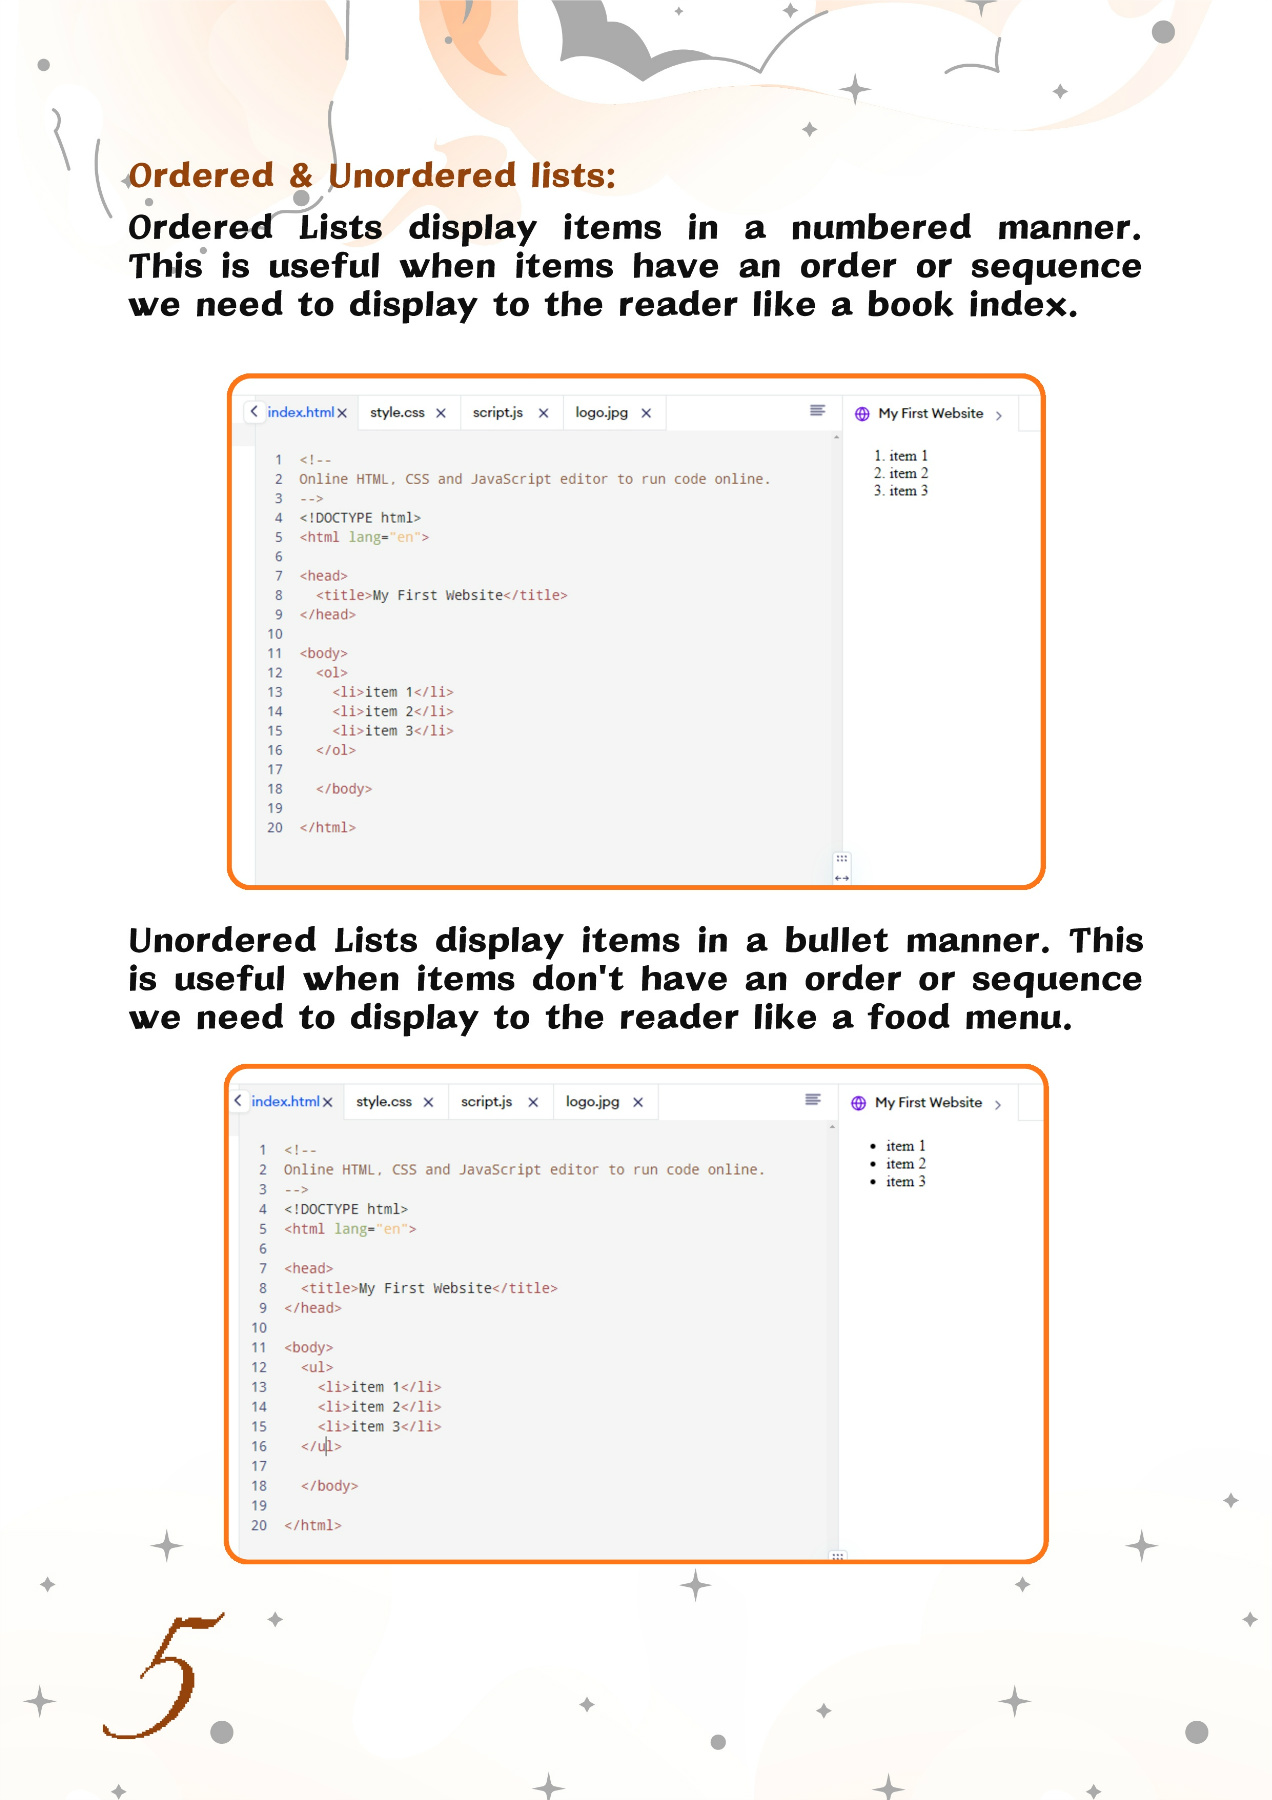 Ordered & Unordered lists:
Ordered Lists display items in a numbered manner.
This is useful when items have an order or sequence
we need to display to the reader like a book index.
index.html style.css script.js logo.jpg My First Website
1 <!--
2 Online HTML, CSS and JavaScript editor to run code online.
3 -->
4 <!DOCTYPE html>
5 <html lang="en">
6
7 <head>
8 <title>My First Website</title>
9 </head>
10
11 <body>
12 <ol>
13 <li>item 1</li>
14 <li>item 2</li>
15 <li>item 3</li>
16 </ol>
17
18 </body>
19
20 </html>
1. item 1
2. item 2
3. item 3
Unordered Lists display items in a bullet manner. This
is useful when items don't have an order or sequence
we need to display to the reader like a food menu.
index.html style.css script.js logo.jpg My First Website
1 <!--
2 Online HTML, CSS and JavaScript editor to run code online.
3 -->
4 <!DOCTYPE html>
5 <html lang="en">
6
7 <head>
8 <title>My First Website</title>
9 </head>
10
11 <body>
12 <ul>
13 <li>item 1</li>
14 <li>item 2</li>
15 <li>item 3</li>
16 </ul>
17
18 </body>
19
20 </html>
• item 1
• item 2
• item 3
5